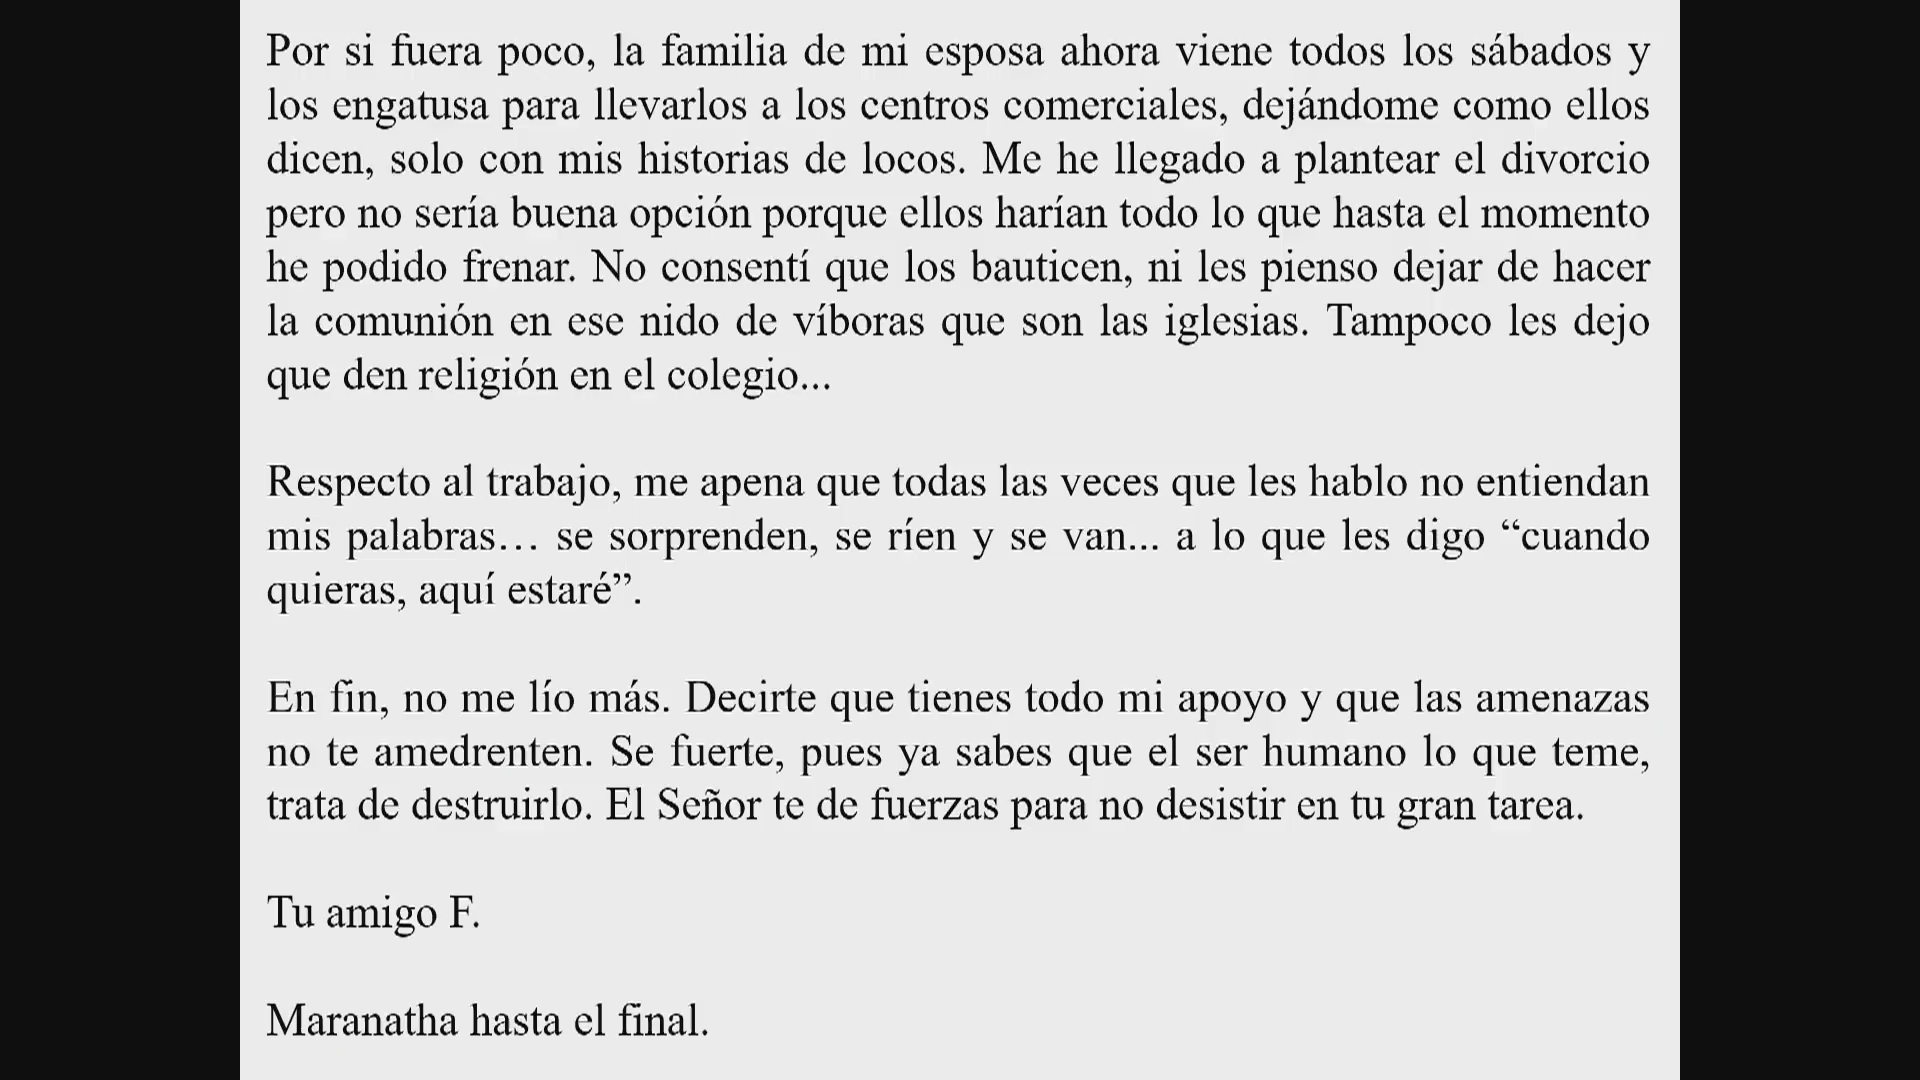 Por si fuera poco, la familia de mi esposa ahora viene todos los sábados y
los engatusa para llevarlos a los centros comerciales, dejándome como ellos
dicen, solo con mis historias de locos. Me he llegado a plantear el divorcio
pero no sería buena opción porque ellos harían todo lo que hasta el momento
he podido frenar. No consentí que los bauticen, ni les pienso dejar de hacer
la comunión en ese nido de víboras que son las iglesias. Tampoco les dejo
que den religión en el colegio...
Respecto al trabajo, me apena que todas las veces que les hablo no entiendan
mis palabras… se sorprenden, se ríen y se van... a lo que les digo “cuando
quieras, aquí estaré”.
En fin, no me lío más. Decirte que tienes todo mi apoyo y que las amenazas
no te amedrenten. Se fuerte, pues ya sabes que el ser humano lo que teme,
trata de destruirlo. El Señor te de fuerzas para no desistir en tu gran tarea.
Tu amigo F.
Maranatha hasta el final.